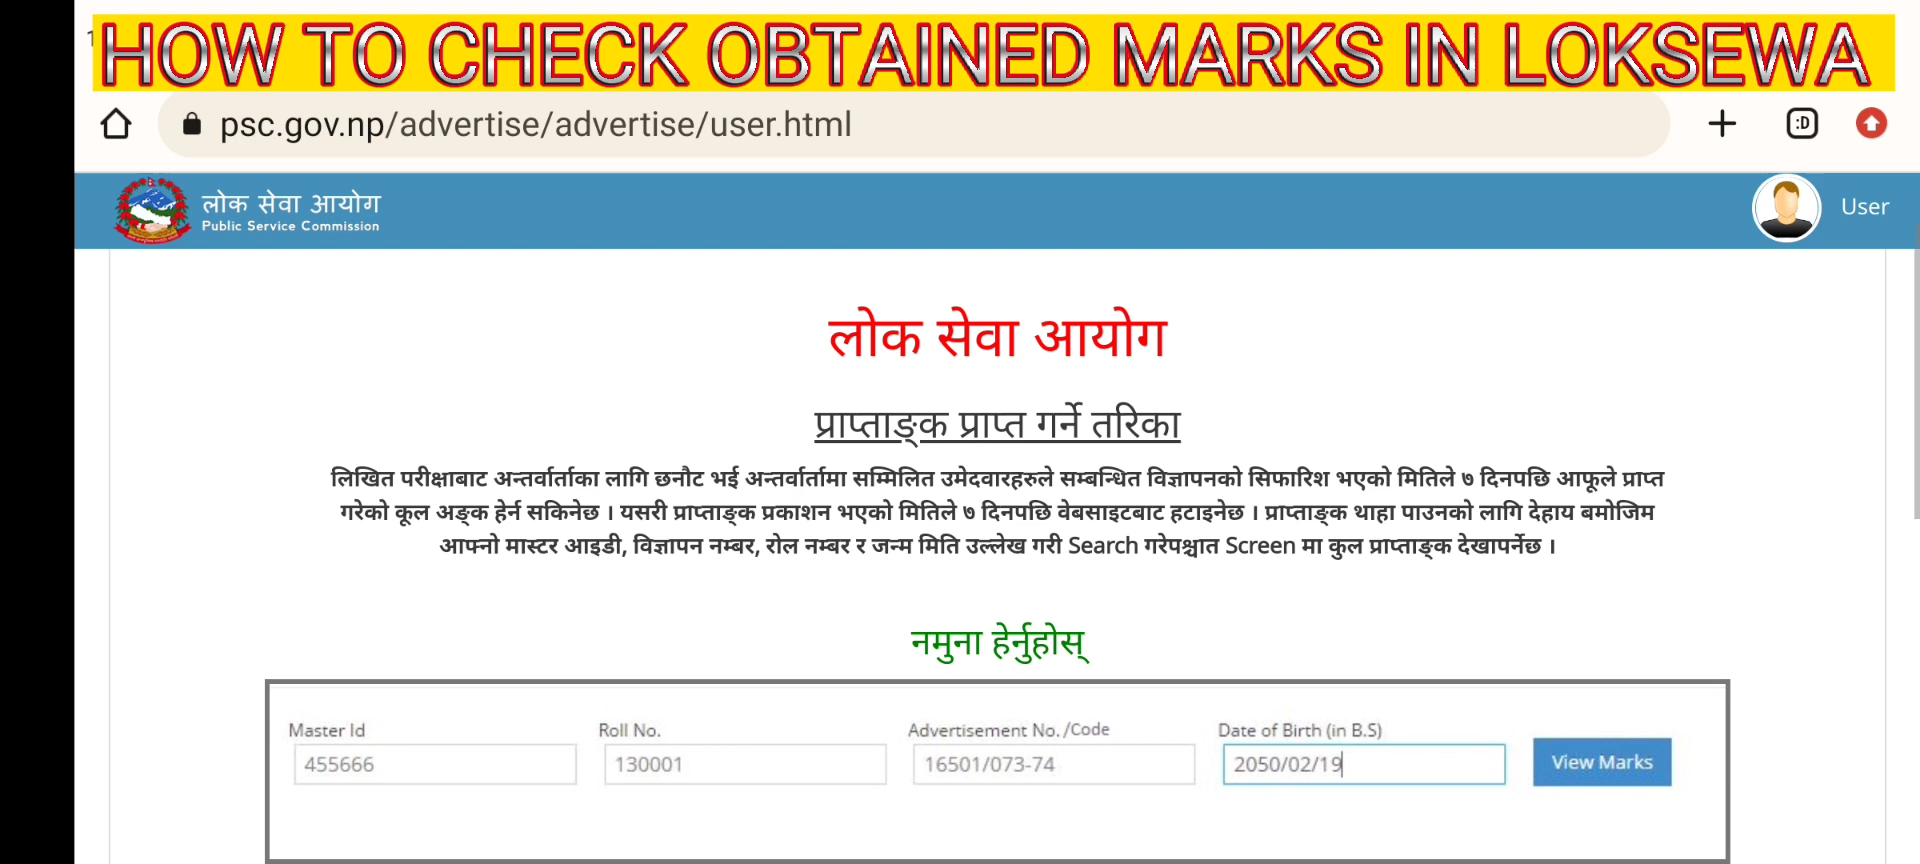 HOW TO CHECK OBTAINED MARKS IN LOKSEWA
psc.gov.np/advertise/advertise/user.html
:D
लोक सेवा आयोग
Public Service Commission
User
लोक सेवा आयोग
प्राप्ताङ्क प्राप्त गर्ने तरिका
लिखित परीक्षाबाट अन्तर्वार्ताका लागि छनौट भई अन्तर्वार्तामा सम्मिलित उमेदवारहरुले सम्बन्धित विज्ञापनको सिफारिश भएको मितिले ७ दिनपछि आफूले प्राप्त
गरेको कूल अङ्क हेर्न सकिनेछ । यसरी प्राप्ताङ्क प्रकाशन भएको मितिले ७ दिनपछि वेबसाइटबाट हटाइनेछ । प्राप्ताङ्क थाहा पाउनको लागि देहाय बमोजिम
आफ्नो मास्टर आइडी, विज्ञापन नम्बर, रोल नम्बर र जन्म मिति उल्लेख गरी Search गरेपश्चात Screen मा कुल प्राप्ताङ्क देखापर्नेछ ।
नमुना हेर्नुहोस्
Master Id Roll No. Advertisement No./Code Date of Birth (in B.S)
455666 130001 16501/073-74 2050/02/19 View Marks